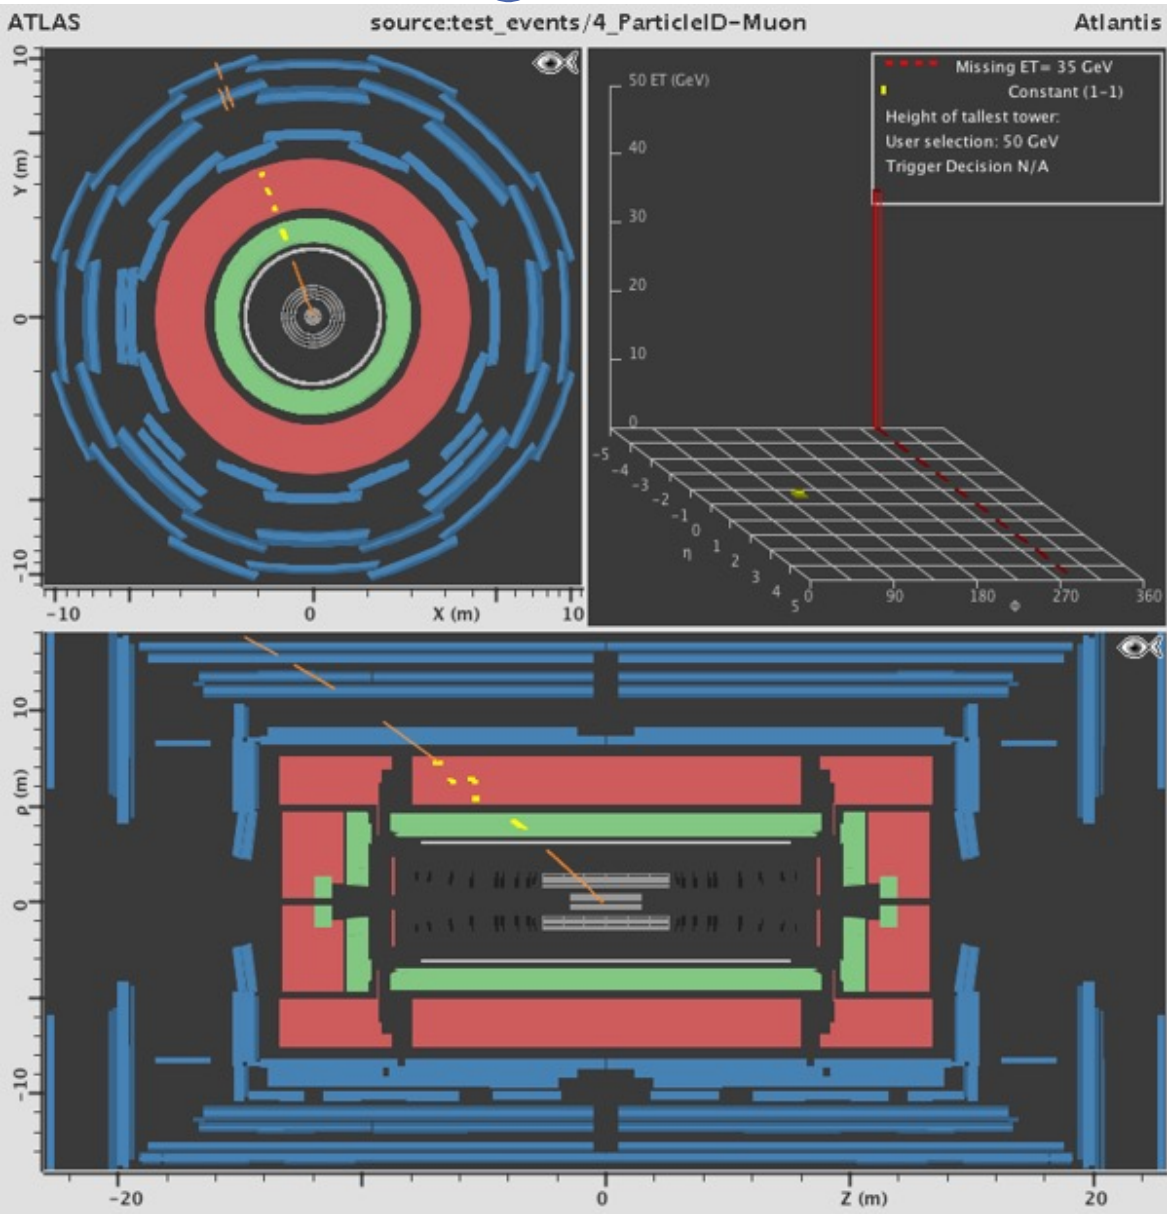 ATLAS source:test_events/4_ParticleID-Muon Atlantis
10
Y (m)
0
-10
-10 0 X (m) 10
50 ET (GeV)
40
30
20
10
0
Missing ET= 35 GeV
Constant (1-1)
Height of tallest tower:
User selection: 50 GeV
Trigger Decision N/A
-5
-4
-3
-2
-1
0
1
2
3
4
5
η
0 90 180 270 360
Φ
10
ρ (m)
0
-10
-20 0 Z (m) 20